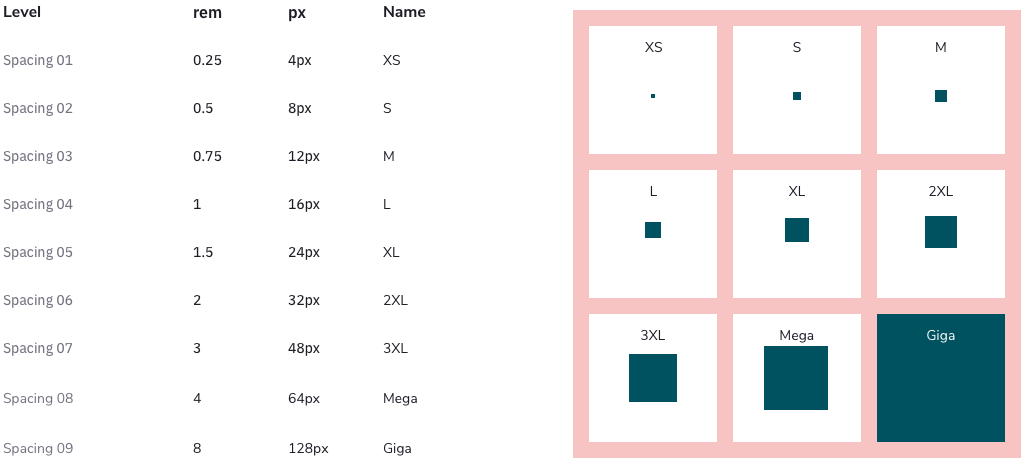 Level rem px Name
Spacing 01 0.25 4px XS
Spacing 02 0.5 8px S
Spacing 03 0.75 12px M
Spacing 04 1 16px L
Spacing 05 1.5 24px XL
Spacing 06 2 32px 2XL
Spacing 07 3 48px 3XL
Spacing 08 4 64px Mega
Spacing 09 8 128px Giga
XS S M
L XL 2XL
3XL Mega Giga